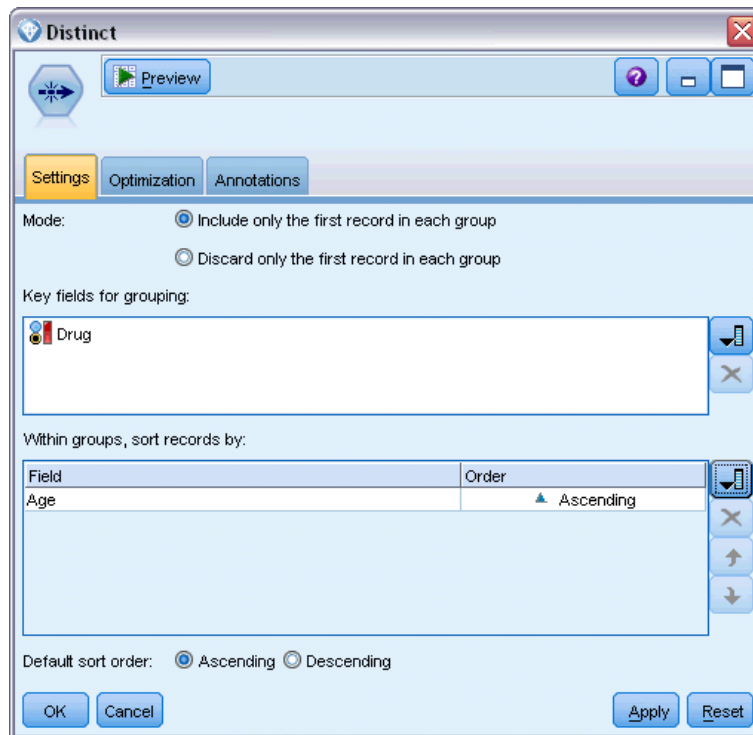 Distinct
Preview
Settings Optimization Annotations
Mode: Include only the first record in each group
Discard only the first record in each group
Key fields for grouping:
Drug
Within groups, sort records by:
Field Order
Age Ascending
Default sort order: Ascending Descending
OK Cancel Apply Reset